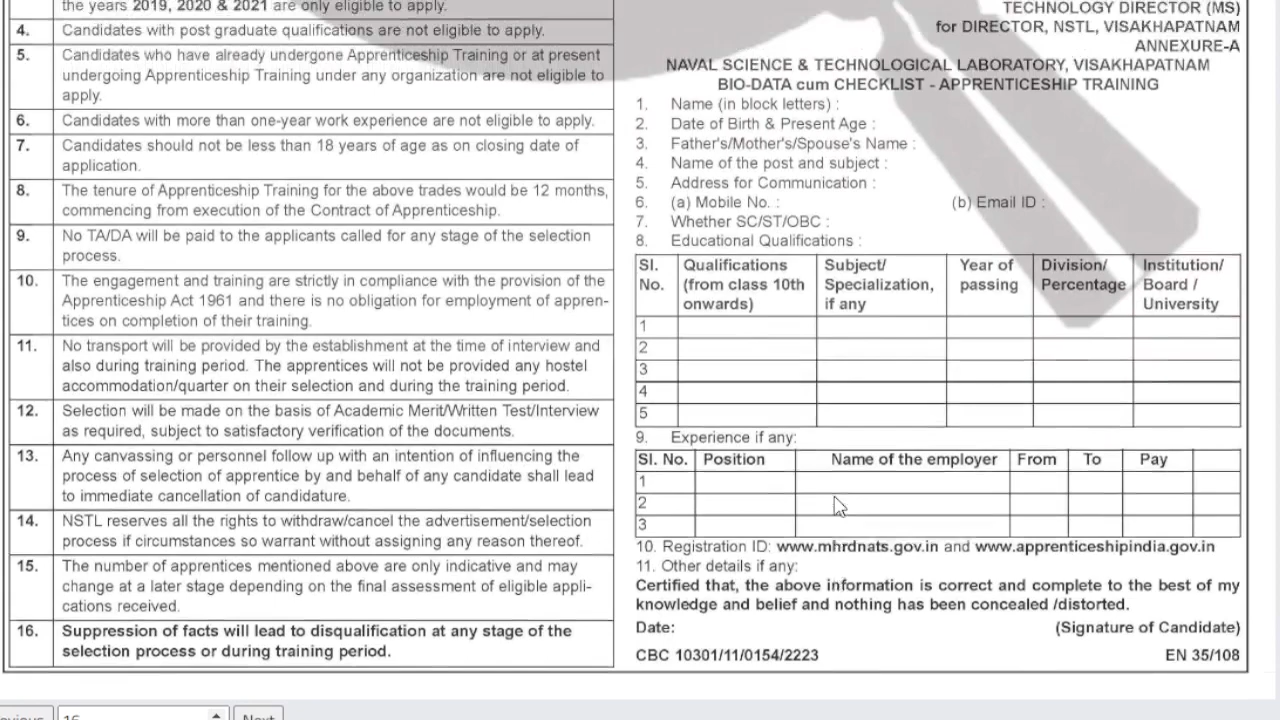 the years 2019, 2020 & 2021 are only eligible to apply.
4. Candidates with post graduate qualifications are not eligible to apply.
5. Candidates who have already undergone Apprenticeship Training or at present
undergoing Apprenticeship Training under any organization are not eligible to
apply.
6. Candidates with more than one-year work experience are not eligible to apply.
7. Candidates should not be less than 18 years of age as on closing date of
application.
8. The tenure of Apprenticeship Training for the above trades would be 12 months,
commencing from execution of the Contract of Apprenticeship.
9. No TA/DA will be paid to the applicants called for any stage of the selection
process.
10. The engagement and training are strictly in compliance with the provision of the
Apprenticeship Act 1961 and there is no obligation for employment of appren-
tices on completion of their training.
11. No transport will be provided by the establishment at the time of interview and
also during training period. The apprentices will not be provided any hostel
accommodation/quarter on their selection and during the training period.
12. Selection will be made on the basis of Academic Merit/Written Test/Interview
as required, subject to satisfactory verification of the documents.
13. Any canvassing or personnel follow up with an intention of influencing the
process of selection of apprentice by and behalf of any candidate shall lead
to immediate cancellation of candidature.
14. NSTL reserves all the rights to withdraw/cancel the advertisement/selection
process if circumstances so warrant without assigning any reason thereof.
15. The number of apprentices mentioned above are only indicative and may
change at a later stage depending on the final assessment of eligible appli-
cations received.
16. Suppression of facts will lead to disqualification at any stage of the
selection process or during training period.
TECHNOLOGY DIRECTOR (MS)
for DIRECTOR, NSTL, VISAKHAPATNAM
ANNEXURE-A
NAVAL SCIENCE & TECHNOLOGICAL LABORATORY, VISAKHAPATNAM
BIO-DATA cum CHECKLIST - APPRENTICESHIP TRAINING
1. Name (in block letters) :
2. Date of Birth & Present Age :
3. Father's/Mother's/Spouse's Name :
4. Name of the post and subject :
5. Address for Communication :
6. (a) Mobile No. : (b) Email ID :
7. Whether SC/ST/OBC :
8. Educational Qualifications :
Sl. Qualifications Subject/ Year of Division/ Institution/
No. (from class 10th Specialization, passing Percentage Board /
onwards) if any University
1
2
3
4
5
9. Experience if any:
Sl. No. Position Name of the employer From To Pay
1
2
3
10. Registration ID: www.mhrdnats.gov.in and www.apprenticeshipindia.gov.in
11. Other details if any:
Certified that, the above information is correct and complete to the best of my
knowledge and belief and nothing has been concealed /distorted.
Date: (Signature of Candidate)
CBC 10301/11/0154/2223 EN 35/108
16 Next